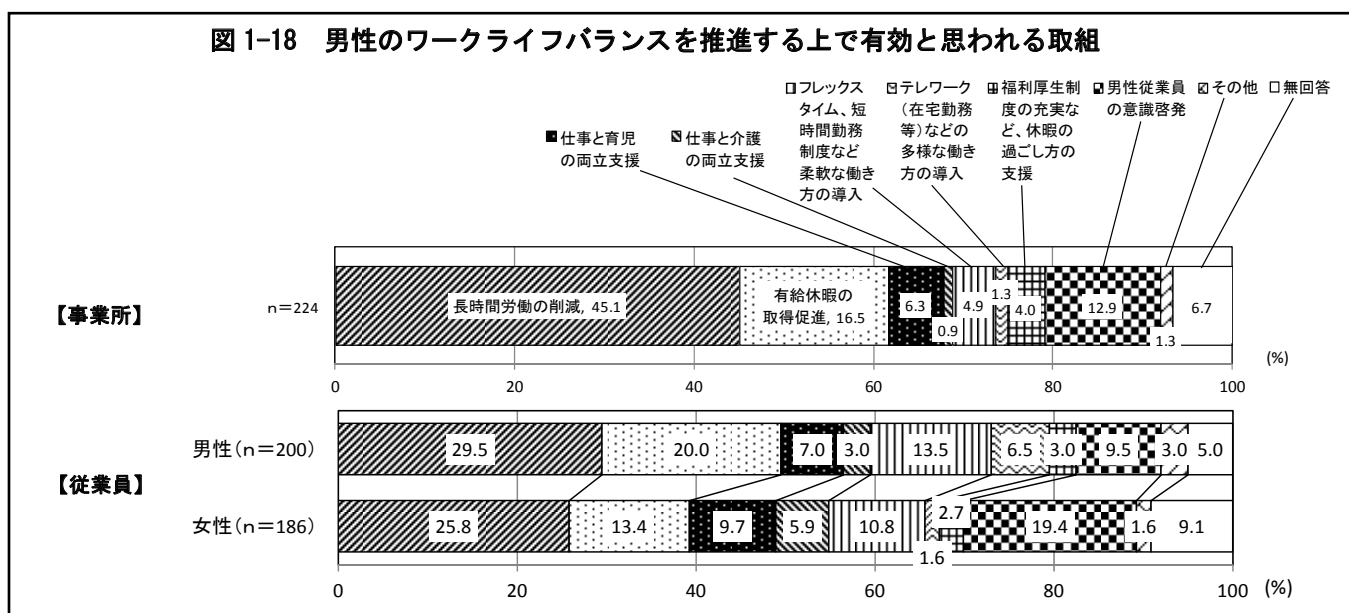 図 1-18　男性のワークライフバランスを推進する上で有効と思われる取組
仕事と育児
の両立支援
仕事と介護
の両立支援
フレックス
タイム、短
時間勤務
制度など
柔軟な働き
方の導入
テレワーク
(在宅勤務
等)などの
多様な働き
方の導入
福利厚生制
度の充実な
ど、休暇の
過ごし方の
支援
男性従業員
の意識啓発
その他
無回答
【事業所】
n=224
長時間労働の削減, 45.1
有給休暇の
取得促進, 16.5
6.3
0.9
4.9
1.3
4.0
12.9
1.3
6.7
(%)
0 20 40 60 80 100
【従業員】
男性(n=200)
29.5 20.0 7.0 3.0 13.5 6.5 3.0 9.5 3.0 5.0
女性(n=186)
25.8 13.4 9.7 5.9 10.8 1.6 2.7 19.4 1.6 9.1
0 20 40 60 80 100 (%)